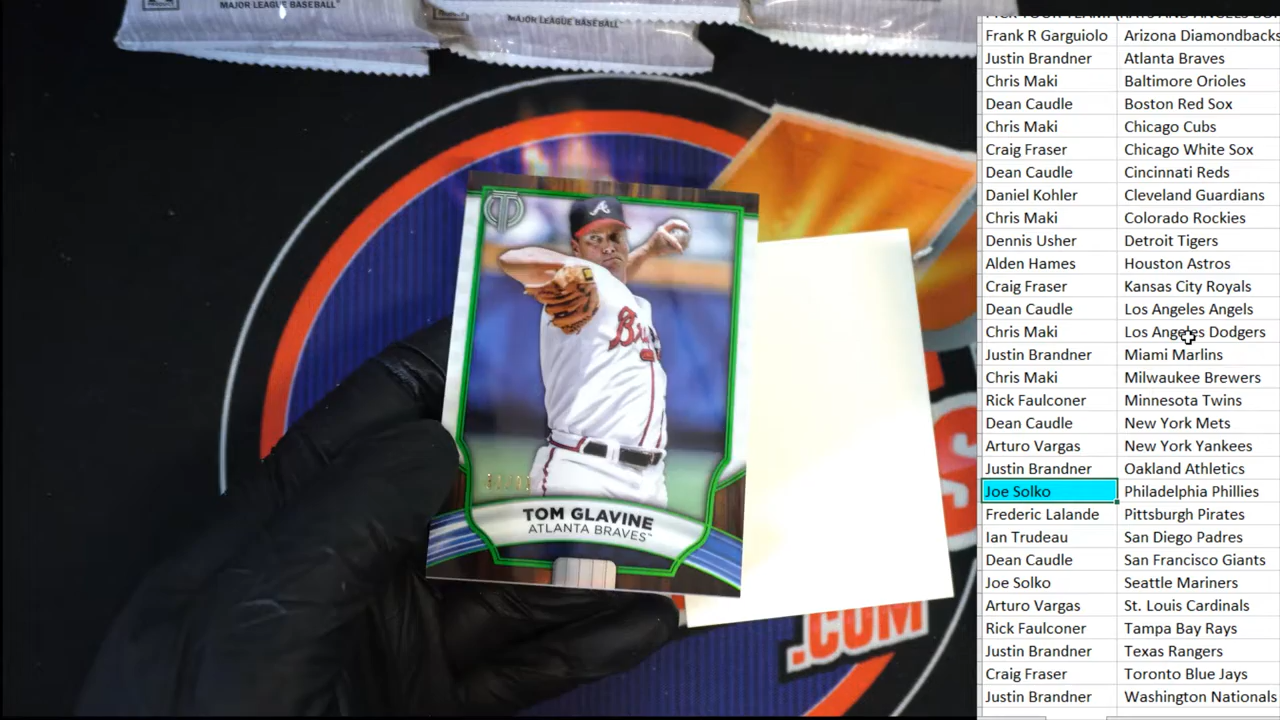 MAJOR LEAGUE BASEBALL
MAJOR LEAGUE BASEBALL
TOM GLAVINE
ATLANTA BRAVES
.COM
Frank R Garguiolo Arizona Diamondbacks
Justin Brandner Atlanta Braves
Chris Maki Baltimore Orioles
Dean Caudle Boston Red Sox
Chris Maki Chicago Cubs
Craig Fraser Chicago White Sox
Dean Caudle Cincinnati Reds
Daniel Kohler Cleveland Guardians
Chris Maki Colorado Rockies
Dennis Usher Detroit Tigers
Alden Hames Houston Astros
Craig Fraser Kansas City Royals
Dean Caudle Los Angeles Angels
Chris Maki Los Angeles Dodgers
Justin Brandner Miami Marlins
Chris Maki Milwaukee Brewers
Rick Faulconer Minnesota Twins
Dean Caudle New York Mets
Arturo Vargas New York Yankees
Justin Brandner Oakland Athletics
Joe Solko Philadelphia Phillies
Frederic Lalande Pittsburgh Pirates
Ian Trudeau San Diego Padres
Dean Caudle San Francisco Giants
Joe Solko Seattle Mariners
Arturo Vargas St. Louis Cardinals
Rick Faulconer Tampa Bay Rays
Justin Brandner Texas Rangers
Craig Fraser Toronto Blue Jays
Justin Brandner Washington Nationals